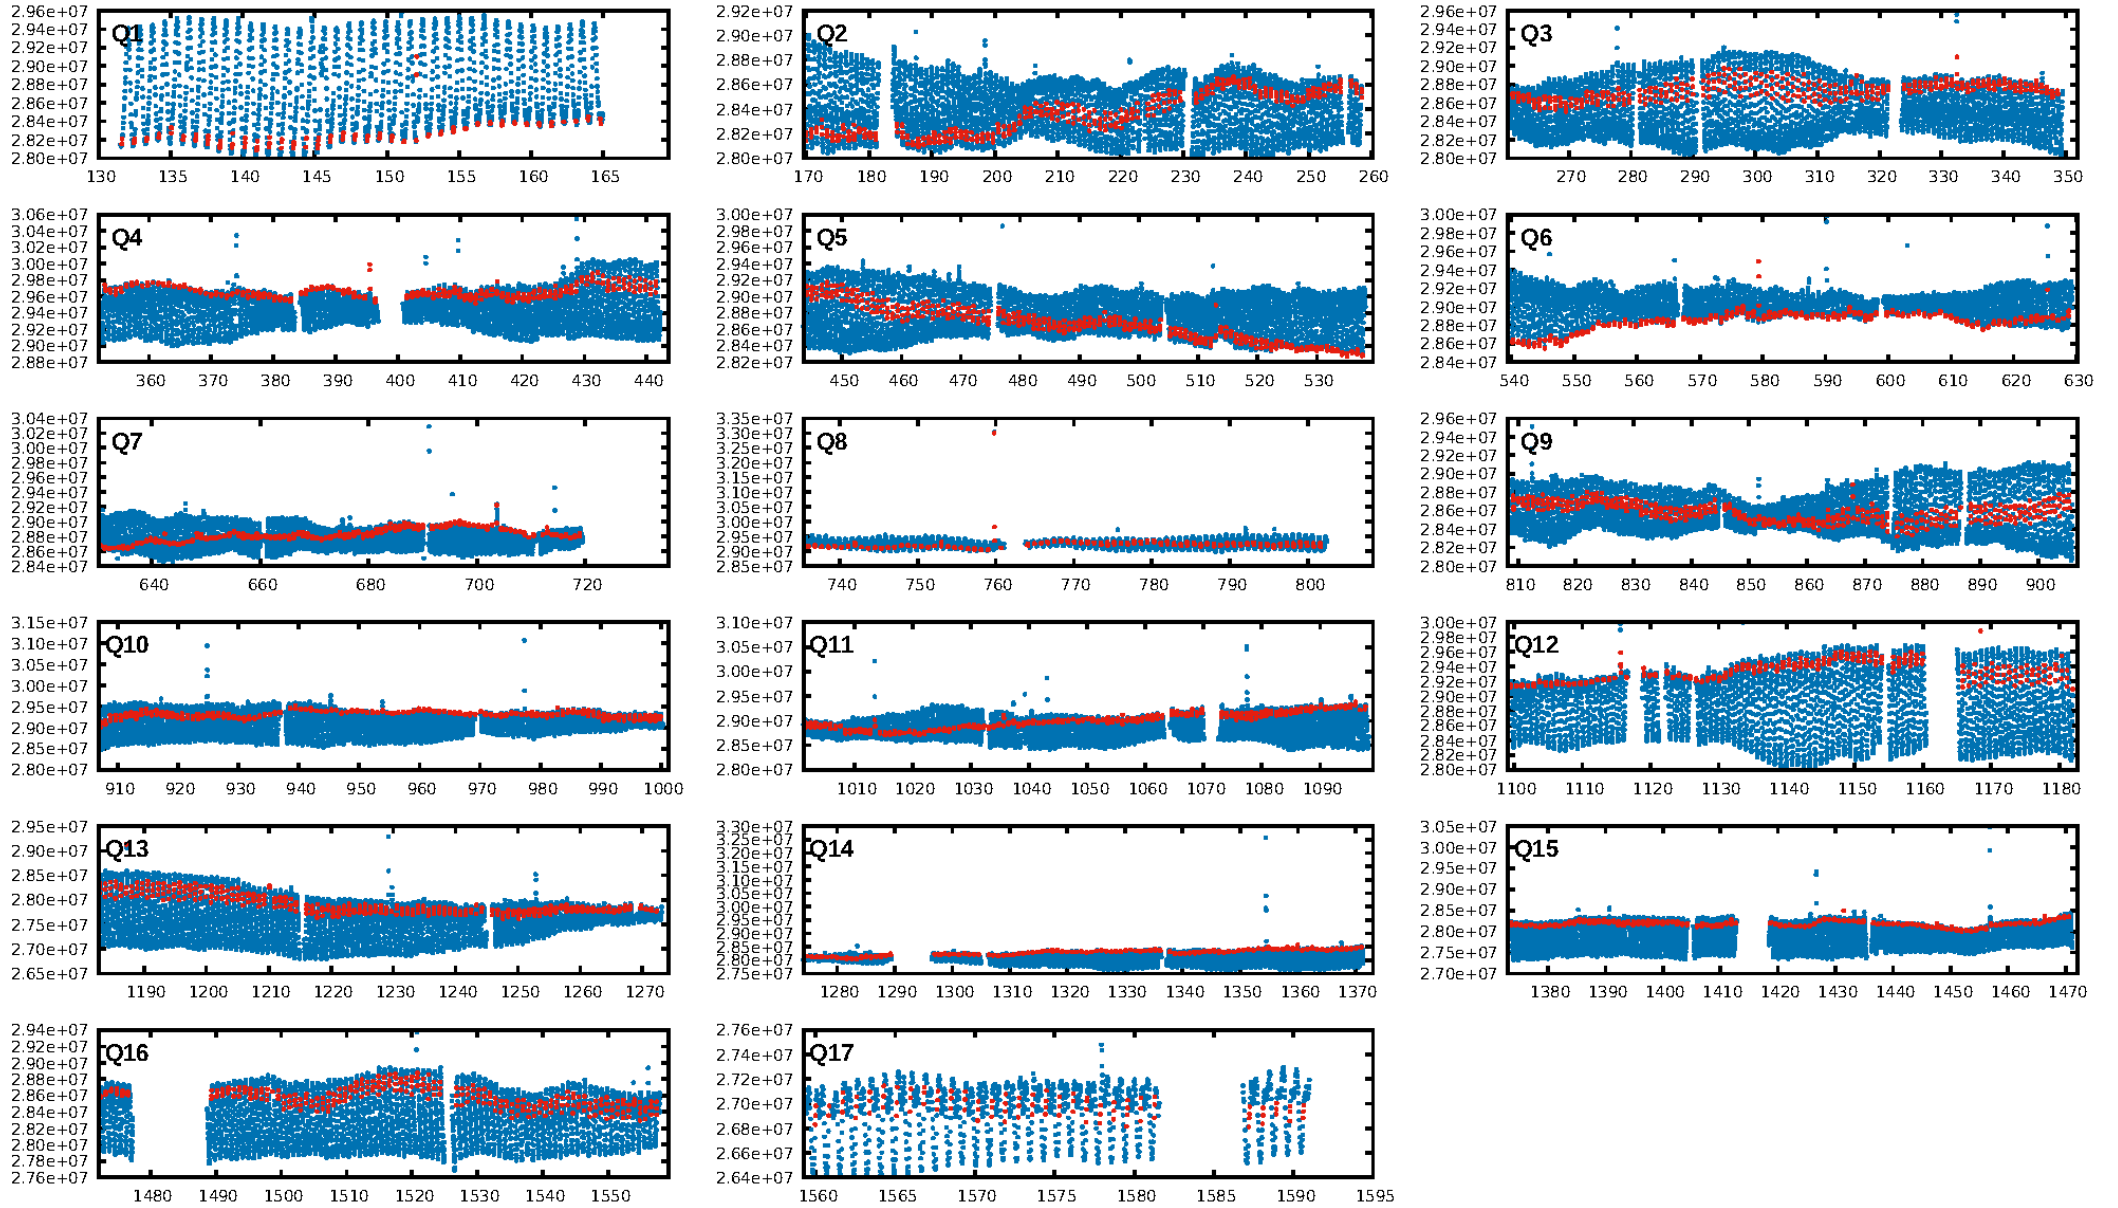 2.96e+07
2.94e+07
2.92e+07
2.90e+07
2.88e+07
2.86e+07
2.84e+07
2.82e+07
2.80e+07
Q1
130 135 140 145 150 155 160 165
2.92e+07
2.90e+07
2.88e+07
2.86e+07
2.84e+07
2.82e+07
2.80e+07
Q2
170 180 190 200 210 220 230 240 250 260
2.96e+07
2.94e+07
2.92e+07
2.90e+07
2.88e+07
2.86e+07
2.84e+07
2.82e+07
2.80e+07
Q3
270 280 290 300 310 320 330 340 350
3.06e+07
3.04e+07
3.02e+07
3.00e+07
2.98e+07
2.96e+07
2.94e+07
2.92e+07
2.90e+07
2.88e+07
Q4
360 370 380 390 400 410 420 430 440
3.00e+07
2.98e+07
2.96e+07
2.94e+07
2.92e+07
2.90e+07
2.88e+07
2.86e+07
2.84e+07
2.82e+07
Q5
450 460 470 480 490 500 510 520 530
3.00e+07
2.98e+07
2.96e+07
2.94e+07
2.92e+07
2.90e+07
2.88e+07
2.86e+07
2.84e+07
Q6
540 550 560 570 580 590 600 610 620 630
3.04e+07
3.02e+07
3.00e+07
2.98e+07
2.96e+07
2.94e+07
2.92e+07
2.90e+07
2.88e+07
2.86e+07
2.84e+07
Q7
640 660 680 700 720
3.35e+07
3.30e+07
3.25e+07
3.20e+07
3.15e+07
3.10e+07
3.05e+07
3.00e+07
2.95e+07
2.90e+07
2.85e+07
Q8
740 750 760 770 780 790 800
2.96e+07
2.94e+07
2.92e+07
2.90e+07
2.88e+07
2.86e+07
2.84e+07
2.82e+07
2.80e+07
Q9
810 820 830 840 850 860 870 880 890 900
3.15e+07
3.10e+07
3.05e+07
3.00e+07
2.95e+07
2.90e+07
2.85e+07
2.80e+07
Q10
910 920 930 940 950 960 970 980 990 1000
3.10e+07
3.05e+07
3.00e+07
2.95e+07
2.90e+07
2.85e+07
2.80e+07
Q11
1010 1020 1030 1040 1050 1060 1070 1080 1090
3.00e+07
2.98e+07
2.96e+07
2.94e+07
2.92e+07
2.90e+07
2.88e+07
2.86e+07
2.84e+07
2.82e+07
2.80e+07
Q12
1100 1110 1120 1130 1140 1150 1160 1170 1180
2.95e+07
2.90e+07
2.85e+07
2.80e+07
2.75e+07
2.70e+07
2.65e+07
Q13
1190 1200 1210 1220 1230 1240 1250 1260 1270
3.30e+07
3.25e+07
3.20e+07
3.15e+07
3.10e+07
3.05e+07
3.00e+07
2.95e+07
2.90e+07
2.85e+07
2.80e+07
2.75e+07
Q14
1280 1290 1300 1310 1320 1330 1340 1350 1360 1370
3.05e+07
3.00e+07
2.95e+07
2.90e+07
2.85e+07
2.80e+07
2.75e+07
2.70e+07
Q15
1380 1390 1400 1410 1420 1430 1440 1450 1460 1470
2.94e+07
2.92e+07
2.90e+07
2.88e+07
2.86e+07
2.84e+07
2.82e+07
2.80e+07
2.78e+07
2.76e+07
Q16
1480 1490 1500 1510 1520 1530 1540 1550
2.76e+07
2.74e+07
2.72e+07
2.70e+07
2.68e+07
2.66e+07
2.64e+07
Q17
1560 1565 1570 1575 1580 1585 1590 1595